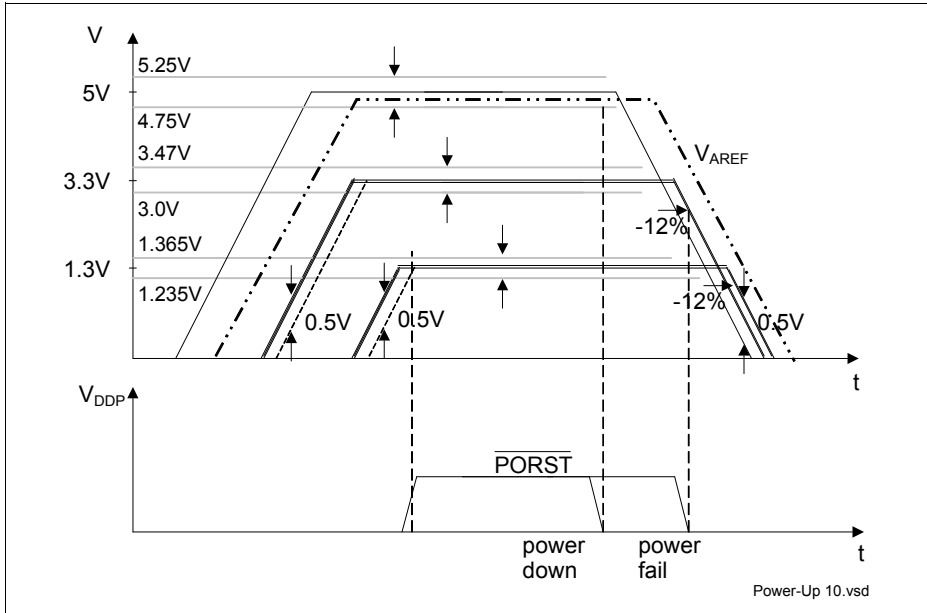 V
5.25V
5V
4.75V
3.47V
V_AREF
3.3V
3.0V
-12%
1.365V
1.3V
1.235V
-12%
0.5V
0.5V
0.5V
t
V_DDP
PORST
t
power down
power fail
Power-Up 10.vsd